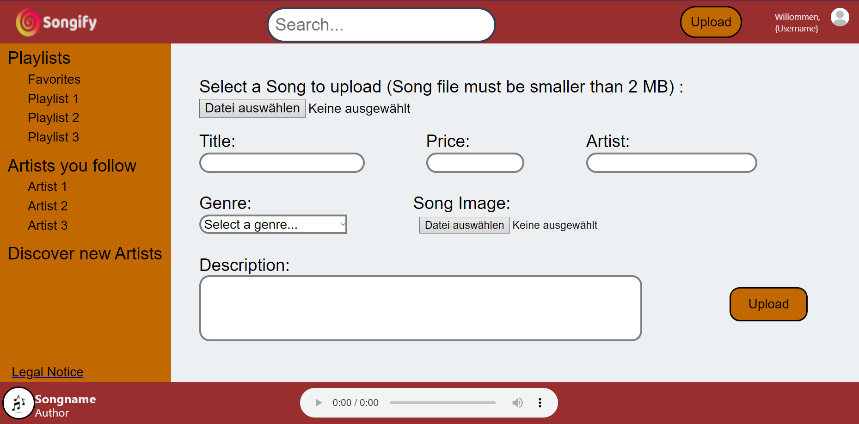 Songify
Search...
Upload
Willommen,
{Username}
Playlists
Favorites
Playlist 1
Playlist 2
Playlist 3
Artists you follow
Artist 1
Artist 2
Artist 3
Discover new Artists
Legal Notice
Select a Song to upload (Song file must be smaller than 2 MB) :
Datei auswählen Keine ausgewählt
Title:
Price:
Artist:
Genre:
Song Image:
Select a genre...
Datei auswählen Keine ausgewählt
Description:
Upload
Songname
Author
0:00 / 0:00